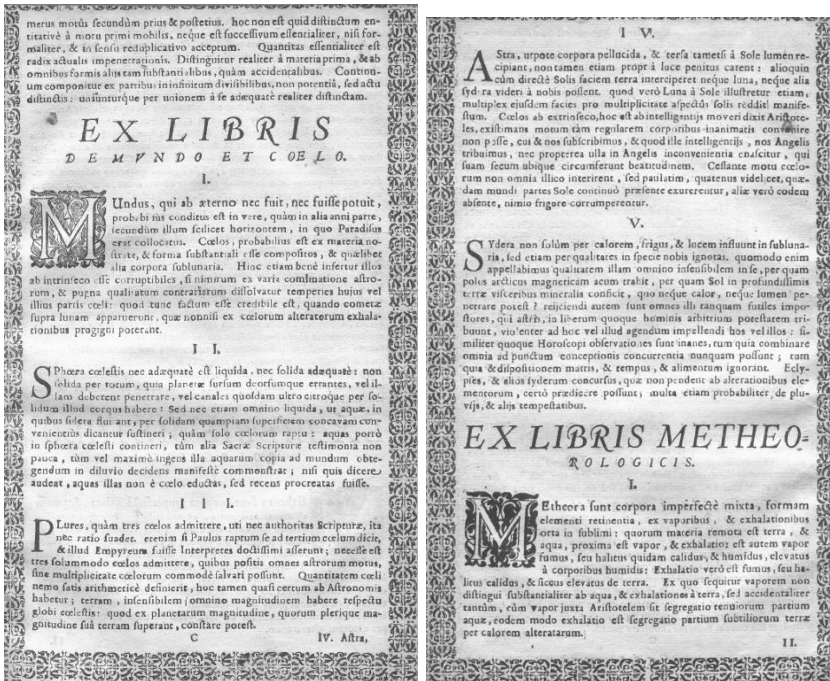 merus motûs secundùm prius & postetius. hoc non est quid distinctum en-
titativè à motu primi mobilis, neque est successivum essentialiter, nisi for-
maliter, & in sensu reduplicativo acceptum. Quantitas essentialiter est
radix actualis impenetrationis. Distinguitur realiter à materia prima, & ab
omnibus formis aliis tam substantialibus, quàm accidentalibus. Continu-
um componitur ex partibus in infinitum divisibilibus, non potentiâ, sed actu
distinctis: uniunturque per unionem à se adæquatè realiter distinctam.
EX LIBRIS
DE MVNDO ET COELO.
I.
MUndus, qui ab æterno nec fuit, nec fuisse potuit,
probabilius conditus est in vere, quàm in alia anni parte,
secundùm illum scilicet horizontem, in quo Paradisus
erat collocatus. Cœlos, probabilius est ex materia no-
strate, & forma substantiali esse compositos, & quælibet
alia corpora sublunaria. Hinc etiam benè infertur illos
ab intrinseco esse corruptibiles, si nimirum ex varia combinatione astro-
rum, & pugna qualitatum contrariarum dissolvatur temperies hujus vel
illius partis cœli: quod tunc factum esse credibile est, quando cometæ
supra lunam apparuerunt, quæ nonnisi ex cœlorum alteratorum exhala-
tionibus progigni poterant.
II.
SPhœra cœlestis nec adæquatè est liquida, nec solida adæquatè: non
solida per totum, quia planetæ sursum deorsumque errantes, vel il-
lam deberent penetrare, vel canales quosdam ultro citroque per so-
lidum illud corpus habere: Sed nec etiam omnino liquida, ut aquæ, in
quibus sidera fluitant, per solidam quampiam superficiem concavam con-
venientiùs dicantur sustineri, quàm solo cœlorum raptu: aquas porrò
in sphœra cœlesti contineri, tùm alia Sacræ Scripturæ testimonia non
pauca, tùm vel maximè ingens illa aquarum copia ad mundum obte-
gendum in diluvio decidens manifestè commonstrat; nisi quis dicere
audeat, aquas illas non è cœlo eductas, sed recens procreatas fuisse.
III.
PLures, quàm tres cœlos admittere, uti nec authoritas Scripturæ, ita
nec ratio suadet. etenim si Paulus raptum se ad tertium cœlum dicit,
& illud Empyreum fuisse Interpretes doctissimi asserunt; necesse est
tres solummodo cœlos admittere, quibus positis omnes astrorum motus,
sine multiplicitate cœlorum commodè salvari possunt. Quantitatem cœli
nemo satis arithmeticè definierit, hoc tamen quasi certum ab Astronomis
habetur; terram, insensibilem omnino magnitudinem habere respectu
globi cœlestis: quod ex planetarum magnitudine, quorum plerique ma-
gnitudine suâ terram superant, constare potest.
C IV. Astra,
IV.
AStra, utpote corpora pellucida, & tersa tametsi à Sole lumen re-
cipiant, non tamen etiam proptà luce penitus carent: alioquin
cùm directè Solis faciem terra interciperet neque luna, neque alia
sydera videri à nobis possent. quod verò Luna à Sole illustretur etiam,
multiplex ejusdem facies pro multiplicitate aspectûs solis reddit manife-
stum. Cœlos ab extrinseco, hoc est ab intelligentijs moveri dixit Aristote-
les, existimans motum tàm regularem corporibus inanimatis convenire
non posse, cui & nos subscribimus, & quod ille intelligentijs, nos Angelis
tribuimus, nec propterea ulla in Angelis inconvenientia enascitur, qui
suam secum ubique circumferunt beatitudinem. Cessante motu cœlo-
rum non omnia illico interirent, sed paulatim, quatenus videlicet, quæ-
dam mundi partes Sole continuò præsente exurerentur, aliæ verò eodem
absente, nimio frigore corrumperentur.
V.
SYdera non solùm per calorem, frigus, & lucem influunt in subluna-
ria, sed etiam per qualitates in specie nobis ignotas. quomodo enim
appellabimus qualitatem illam omnino insensibilem in se, per quam
polus arcticus magneticam acum trahit, per quam Sol in profundissimis
terræ visceribus mineralia conficit, quo neque calor, neque lumen pe-
netrare potest? rejiciendi autem sunt omnes illi tanquam futiles impo-
stores, qui astris, in liberum quoque hominis arbitrium potestatem tri-
buunt, violenter ad hoc vel illud agendum impellendi hos vel illos: si-
militer quoque Horoscopi observationes sunt inanes, tum quia combinare
omnia ad punctum conceptionis concurrentia nunquam possunt; tum
quia & dispositionem matris, & tempus, & alimentum ignorant. Ecly-
pses, & alios syderum concursus, quæ non pendent ab alterationibus ele-
mentorum, certò prædicere possunt; multa etiam probabiliter, de plu-
vijs, & alijs tempestatibus.
EX LIBRIS METHEO-
ROLOGICIS.
I.
MEtheora sunt corpora imperfectè mixta, formam
elementi retinentia, ex vaporibus, & exhalationibus
orta in sublimi: quorum materia remota est terra, &
aqua, proxima est vapor, & exhalatio: est autem vapor
fumus, seu halitus quidam calidus, & humidus, elevatus
à corporibus humidis: Exhalatio verò est fumus, seu ha-
litus calidus, & siccus elevatus de terra. Ex quo sequitur vaporem non
distingui substantialiter ab aqua, & exhalationes à terra, sed accidentaliter
tantùm, cùm vapor juxta Aristotelem sit segregatio tenuiorum partium
aquæ, eodem modo exhalatio est segregatio partium subtiliorum terræ
per calorem alteratarum.
II.